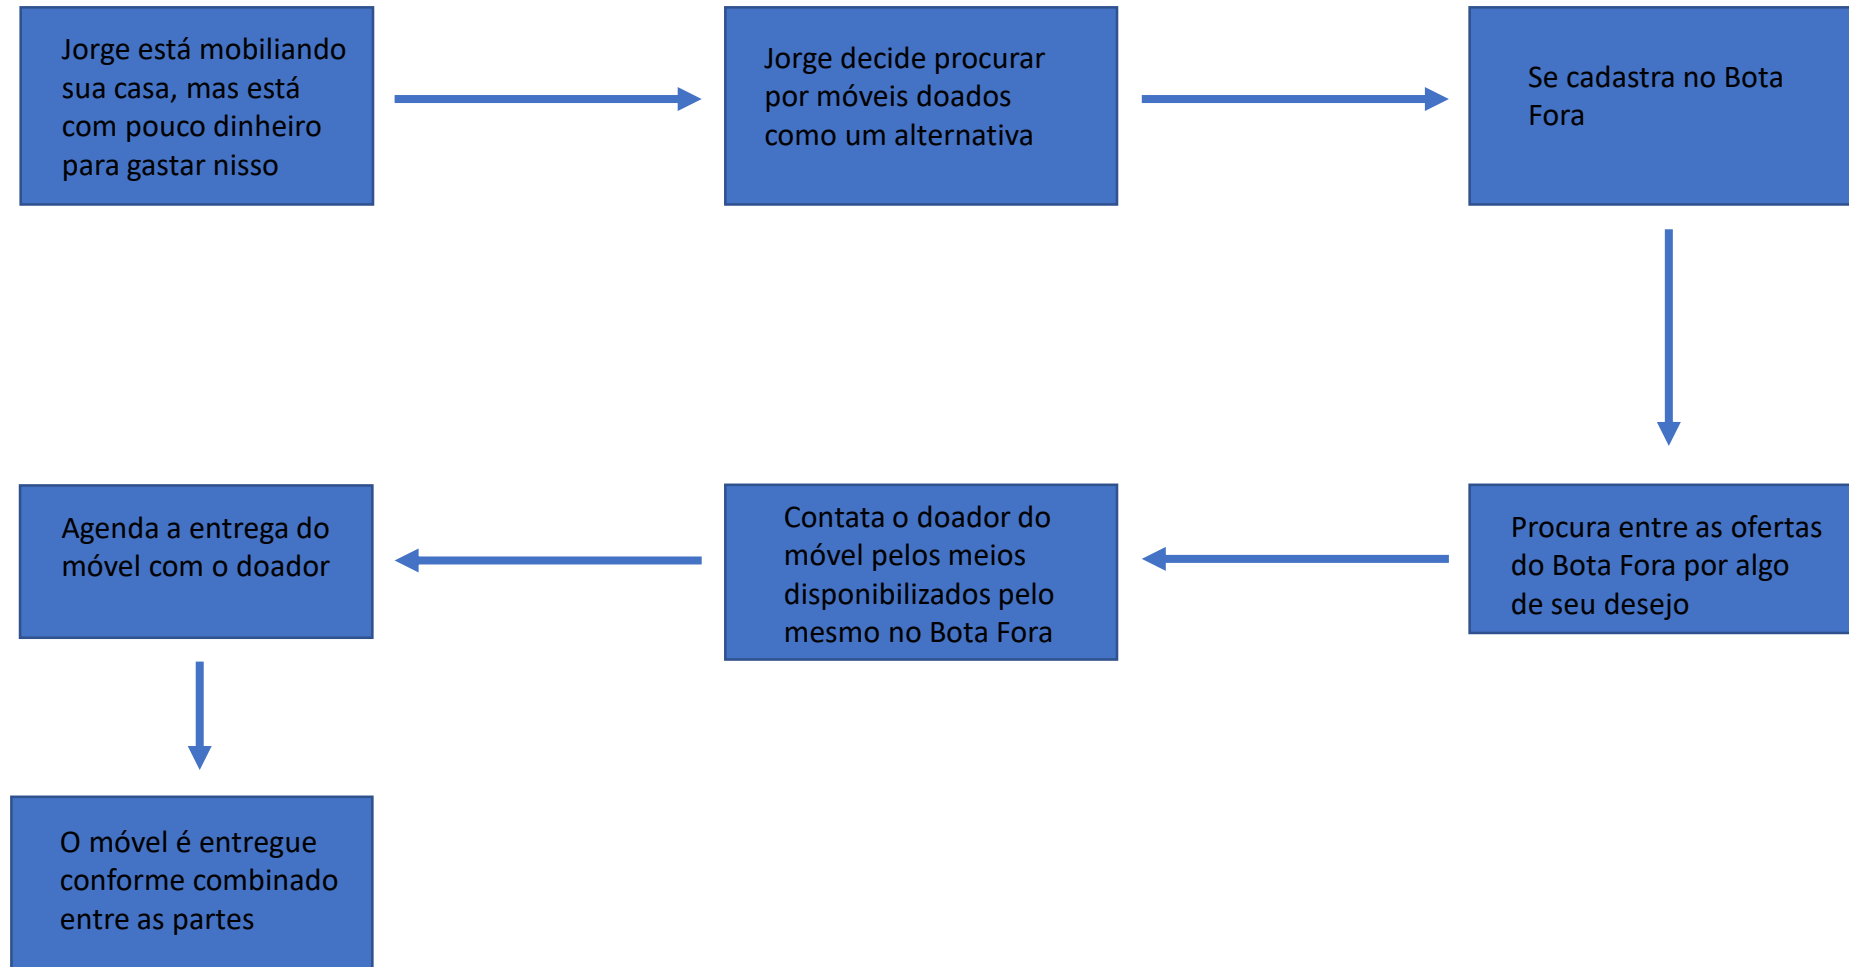 Jorge está mobiliando
sua casa, mas está
com pouco dinheiro
para gastar nisso
Jorge decide procurar
por móveis doados
como um alternativa
Se cadastra no Bota
Fora
Procura entre as ofertas
do Bota Fora por algo
de seu desejo
Contata o doador do
móvel pelos meios
disponibilizados pelo
mesmo no Bota Fora
Agenda a entrega do
móvel com o doador
O móvel é entregue
conforme combinado
entre as partes